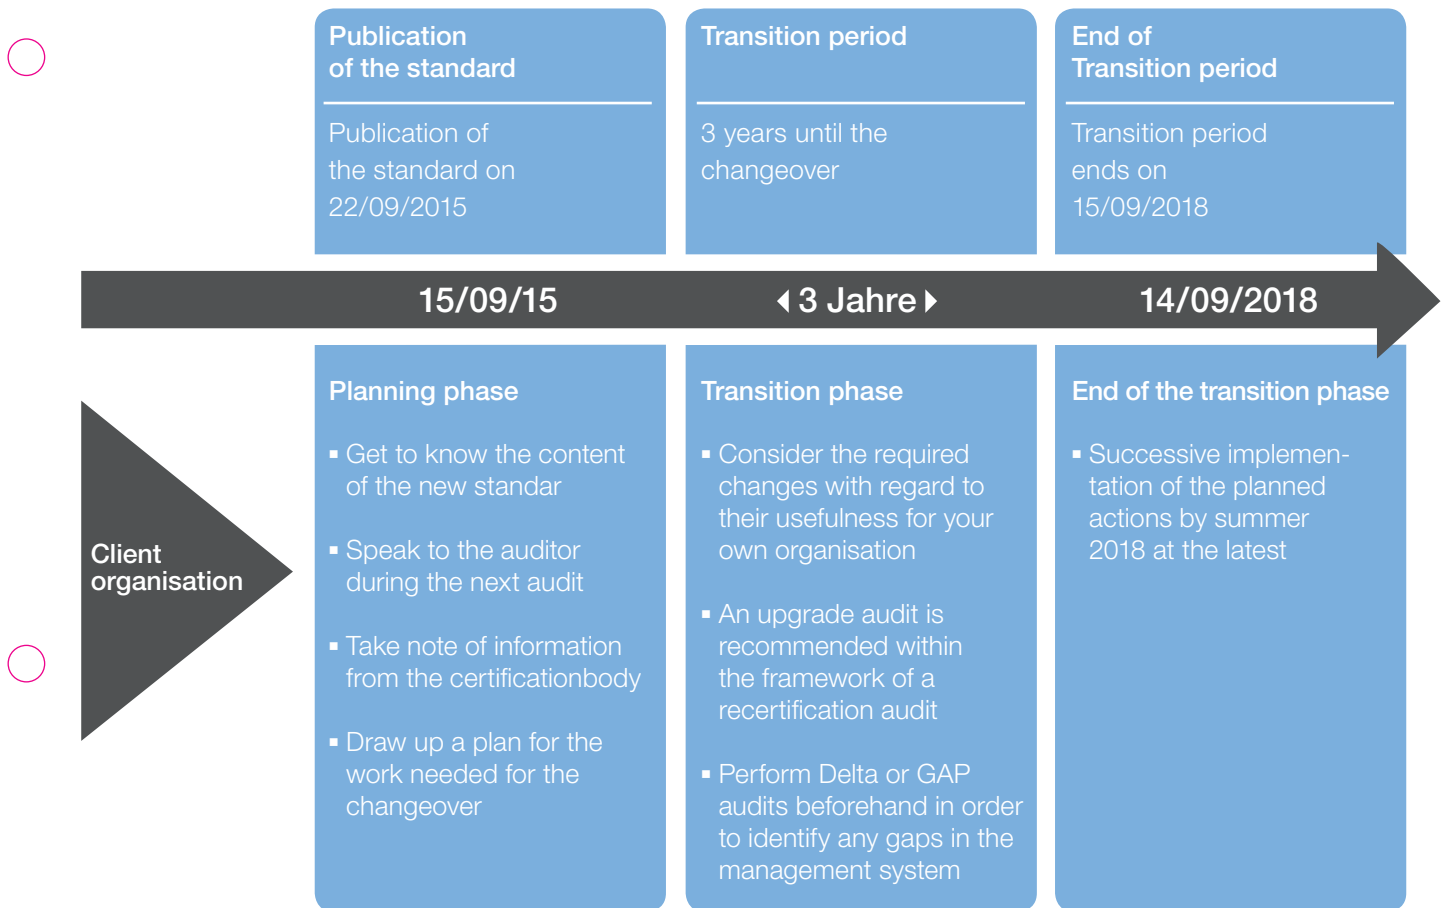 Publication
of the standard
Publication of
the standard on
22/09/2015
Transition period
3 years until the
changeover
End of
Transition period
Transition period
ends on
15/09/2018
15/09/15
3 Jahre
14/09/2018
Client
organisation
Planning phase
▪ Get to know the content
of the new standar
▪ Speak to the auditor
during the next audit
▪ Take note of information
from the certificationbody
▪ Draw up a plan for the
work needed for the
changeover
Transition phase
▪ Consider the required
changes with regard to
their usefulness for your
own organisation
▪ An upgrade audit is
recommended within
the framework of a
recertification audit
▪ Perform Delta or GAP
audits beforehand in order
to identify any gaps in the
management system
End of the transition phase
▪ Successive implemen-
tation of the planned
actions by summer
2018 at the latest